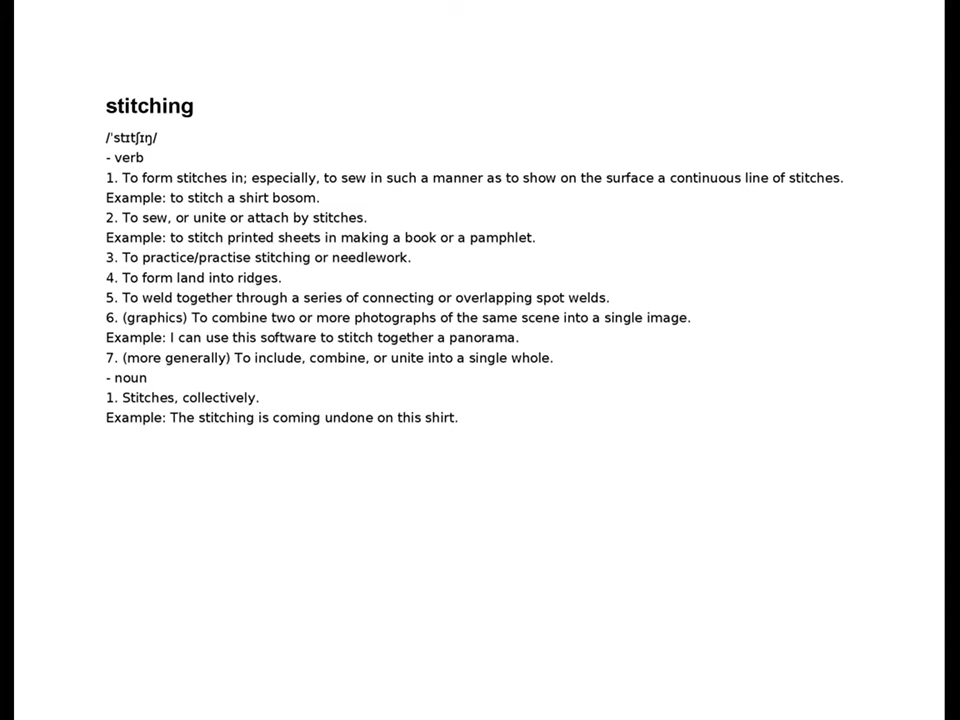 stitching
/ˈstɪtʃɪŋ/
- verb
1. To form stitches in; especially, to sew in such a manner as to show on the surface a continuous line of stitches.
Example: to stitch a shirt bosom.
2. To sew, or unite or attach by stitches.
Example: to stitch printed sheets in making a book or a pamphlet.
3. To practice/practise stitching or needlework.
4. To form land into ridges.
5. To weld together through a series of connecting or overlapping spot welds.
6. (graphics) To combine two or more photographs of the same scene into a single image.
Example: I can use this software to stitch together a panorama.
7. (more generally) To include, combine, or unite into a single whole.
- noun
1. Stitches, collectively.
Example: The stitching is coming undone on this shirt.